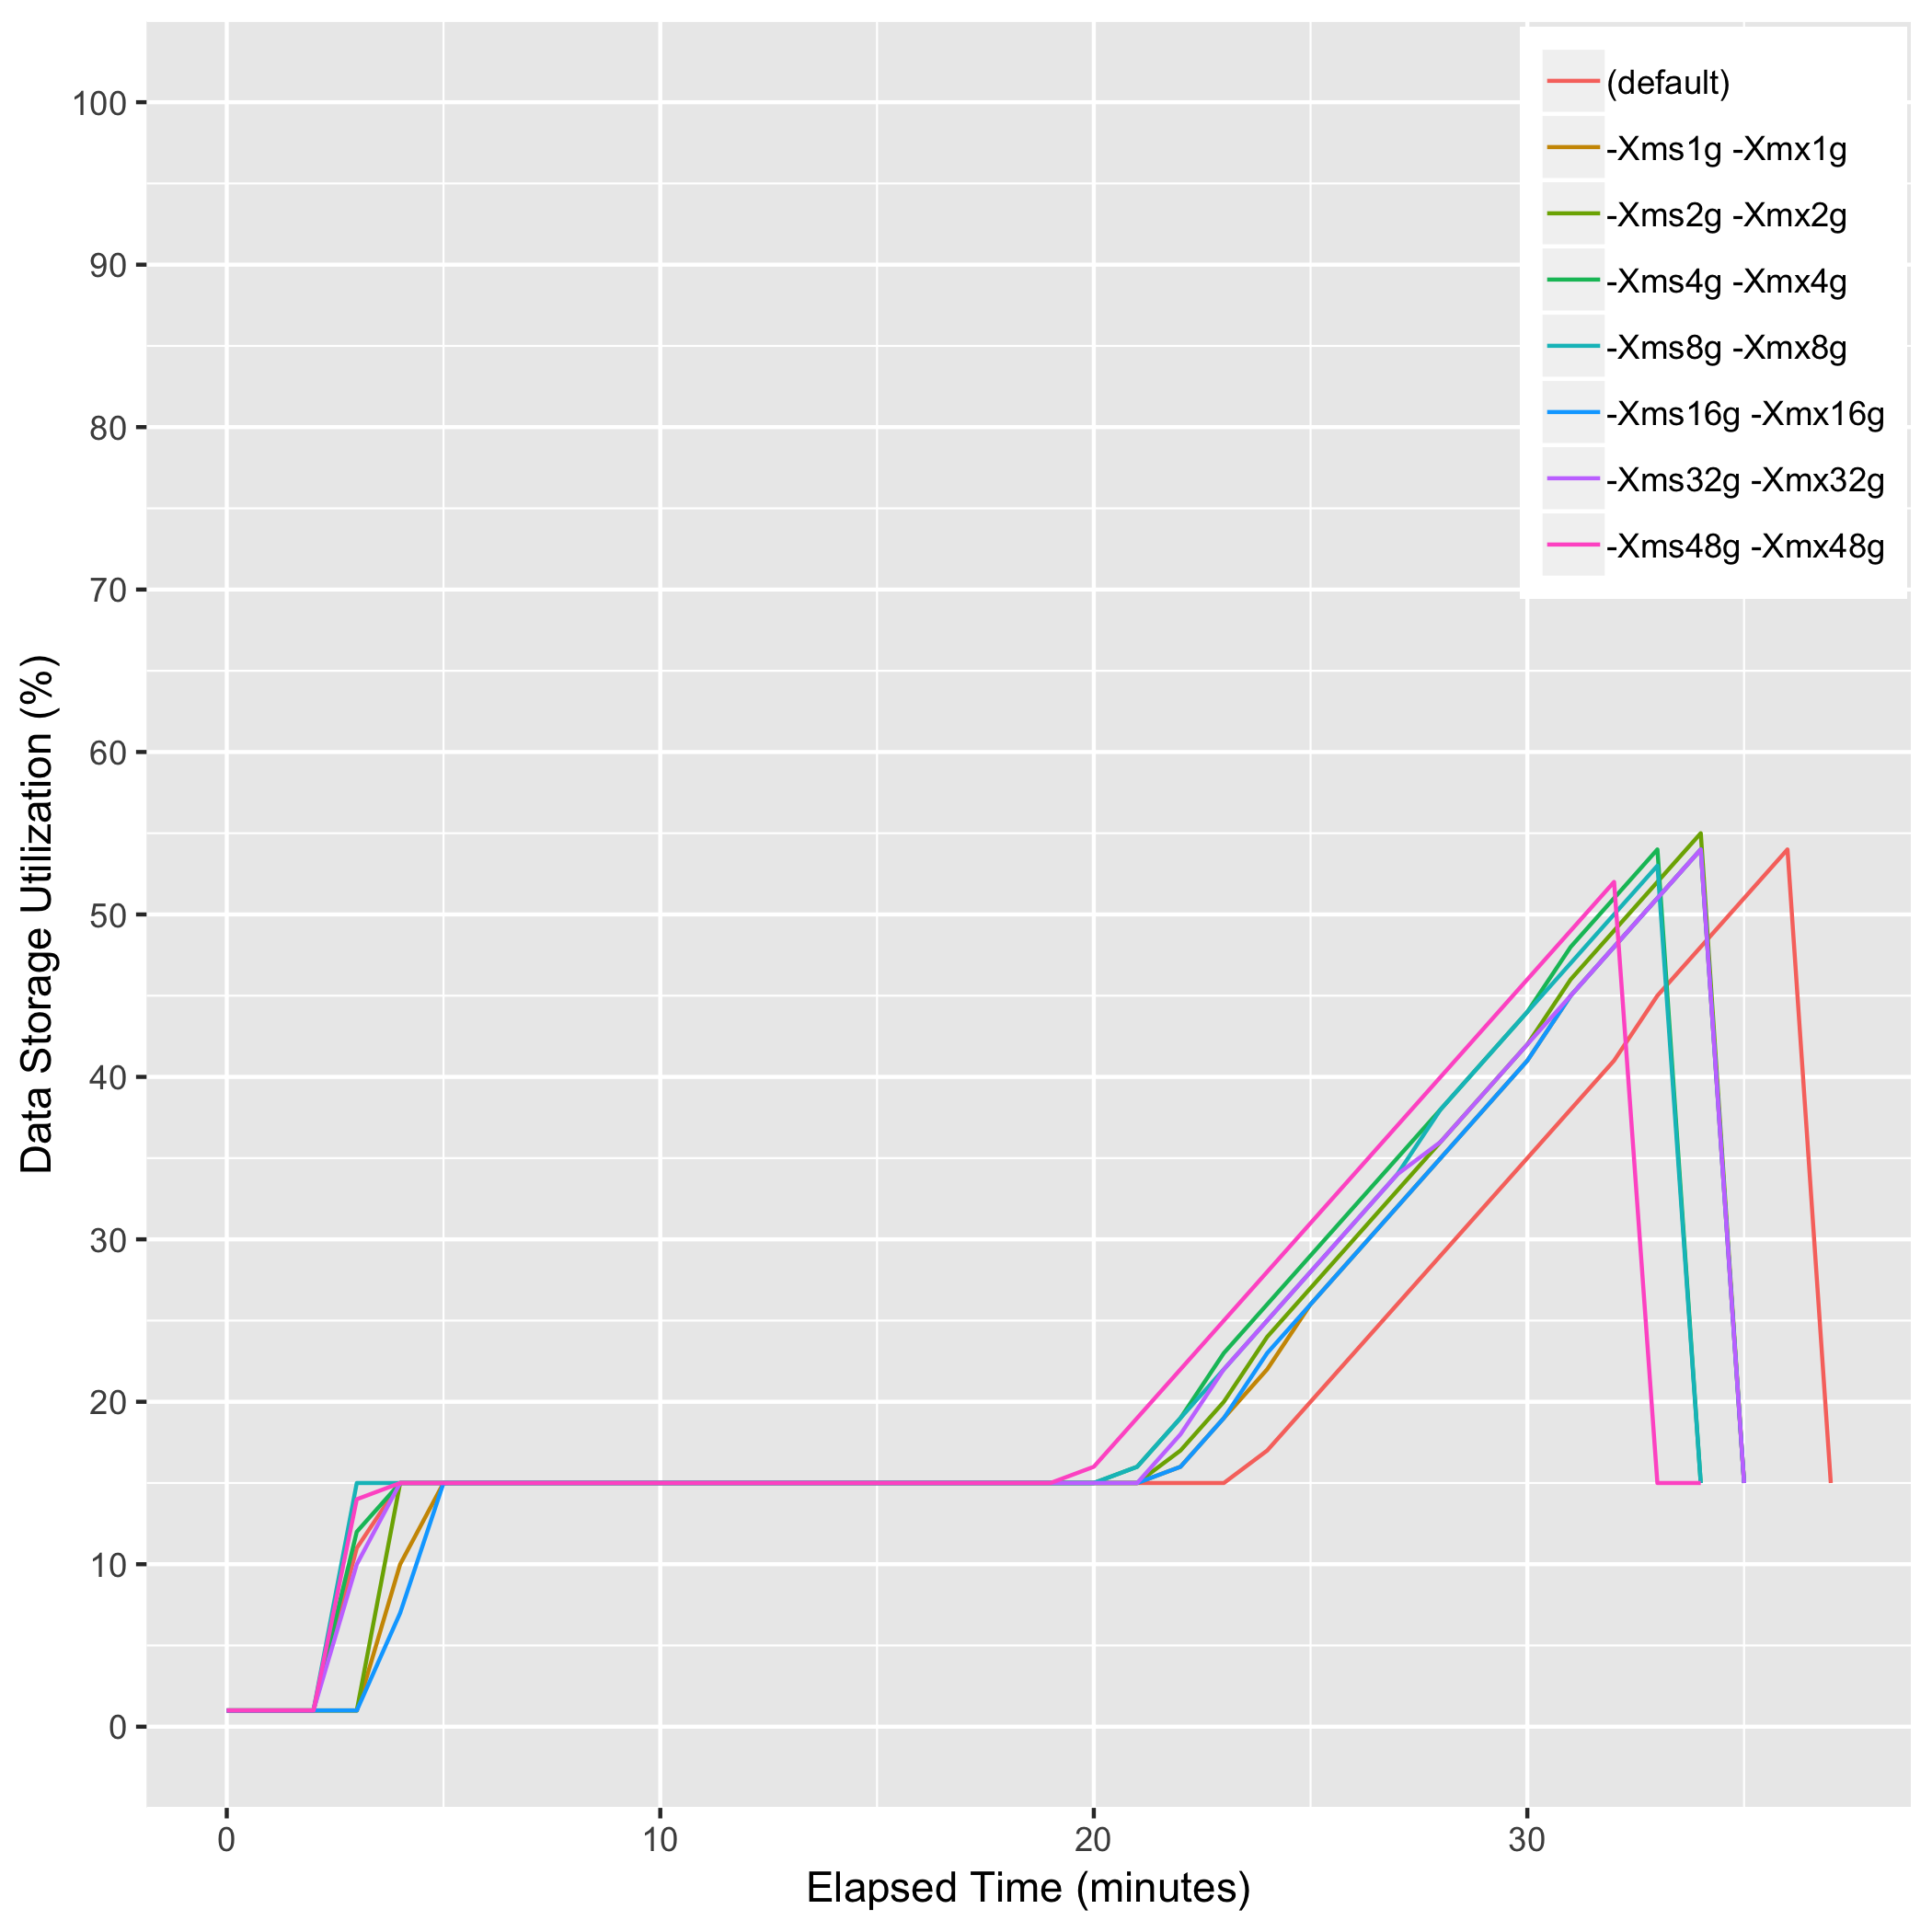 (default)
-Xms1g -Xmx1g
-Xms2g -Xmx2g
-Xms4g -Xmx4g
-Xms8g -Xmx8g
-Xms16g -Xmx16g
-Xms32g -Xmx32g
-Xms48g -Xmx48g
Data Storage Utilization (%)
100
90
80
70
60
50
40
30
20
10
0
0 10 20 30
Elapsed Time (minutes)